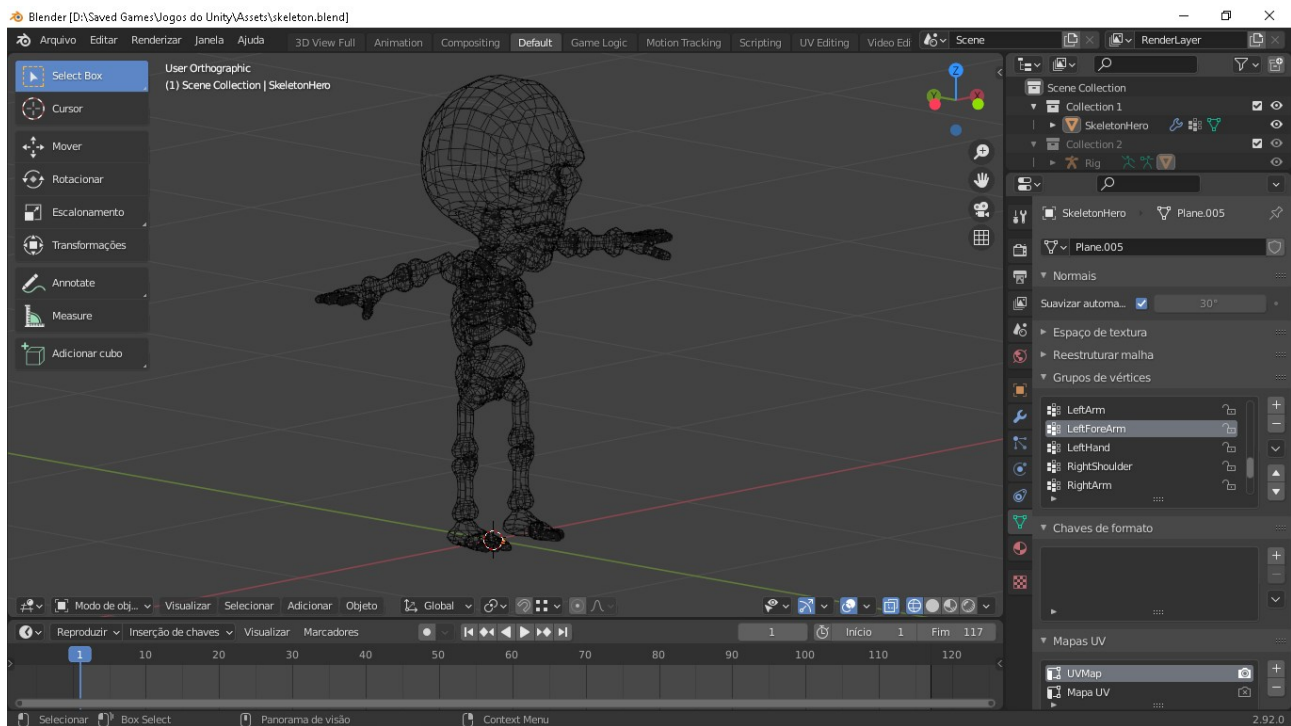 Blender [D:\Saved Games\Jogos do Unity\Assets\skeleton.blend]
Arquivo Editar Renderizar Janela Ajuda 3D View Full Animation Compositing Default Game Logic Motion Tracking Scripting UV Editing Video Edi Scene RenderLayer
Select Box
Cursor
Mover
Rotacionar
Escalonamento
Transformações
Annotate
Measure
Adicionar cubo
User Orthographic
(1) Scene Collection | SkeletonHero
Z
Y
X
Scene Collection
Collection 1
SkeletonHero
Collection 2
Rig
SkeletonHero Plane.005
Plane.005
Normais
Suavizar automa... 30°
Espaço de textura
Reestruturar malha
Grupos de vértices
LeftArm
LeftForeArm
LeftHand
RightShoulder
RightArm
Chaves de formato
Mapas UV
UVMap
Mapa UV
Modo de obj... Visualizar Selecionar Adicionar Objeto Global
Reproduzir Inserção de chaves Visualizar Marcadores 1 Início 1 Fim 117
1 10 20 30 40 50 60 70 80 90 100 110 120
Selecionar Box Select Panorama de visão Context Menu 2.92.0